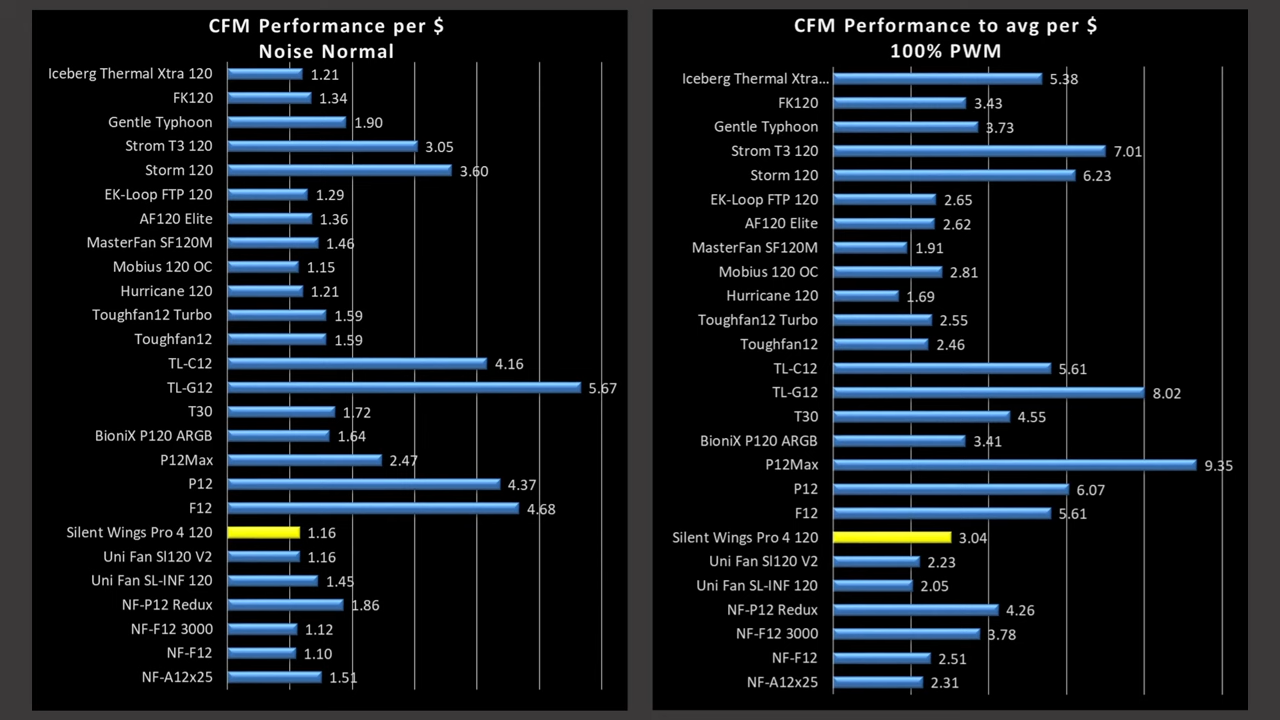 CFM Performance per $
Noise Normal
Iceberg Thermal Xtra 120 1.21
FK120 1.34
Gentle Typhoon 1.90
Strom T3 120 3.05
Storm 120 3.60
EK-Loop FTP 120 1.29
AF120 Elite 1.36
MasterFan SF120M 1.46
Mobius 120 OC 1.15
Hurricane 120 1.21
Toughfan12 Turbo 1.59
Toughfan12 1.59
TL-C12 4.16
TL-G12 5.67
T30 1.72
BioniX P120 ARGB 1.64
P12Max 2.47
P12 4.37
F12 4.68
Silent Wings Pro 4 120 1.16
Uni Fan Sl120 V2 1.16
Uni Fan SL-INF 120 1.45
NF-P12 Redux 1.86
NF-F12 3000 1.12
NF-F12 1.10
NF-A12x25 1.51
CFM Performance to avg per $
100% PWM
Iceberg Thermal Xtra... 5.38
FK120 3.43
Gentle Typhoon 3.73
Strom T3 120 7.01
Storm 120 6.23
EK-Loop FTP 120 2.65
AF120 Elite 2.62
MasterFan SF120M 1.91
Mobius 120 OC 2.81
Hurricane 120 1.69
Toughfan12 Turbo 2.55
Toughfan12 2.46
TL-C12 5.61
TL-G12 8.02
T30 4.55
BioniX P120 ARGB 3.41
P12Max 9.35
P12 6.07
F12 5.61
Silent Wings Pro 4 120 3.04
Uni Fan Sl120 V2 2.23
Uni Fan SL-INF 120 2.05
NF-P12 Redux 4.26
NF-F12 3000 3.78
NF-F12 2.51
NF-A12x25 2.31